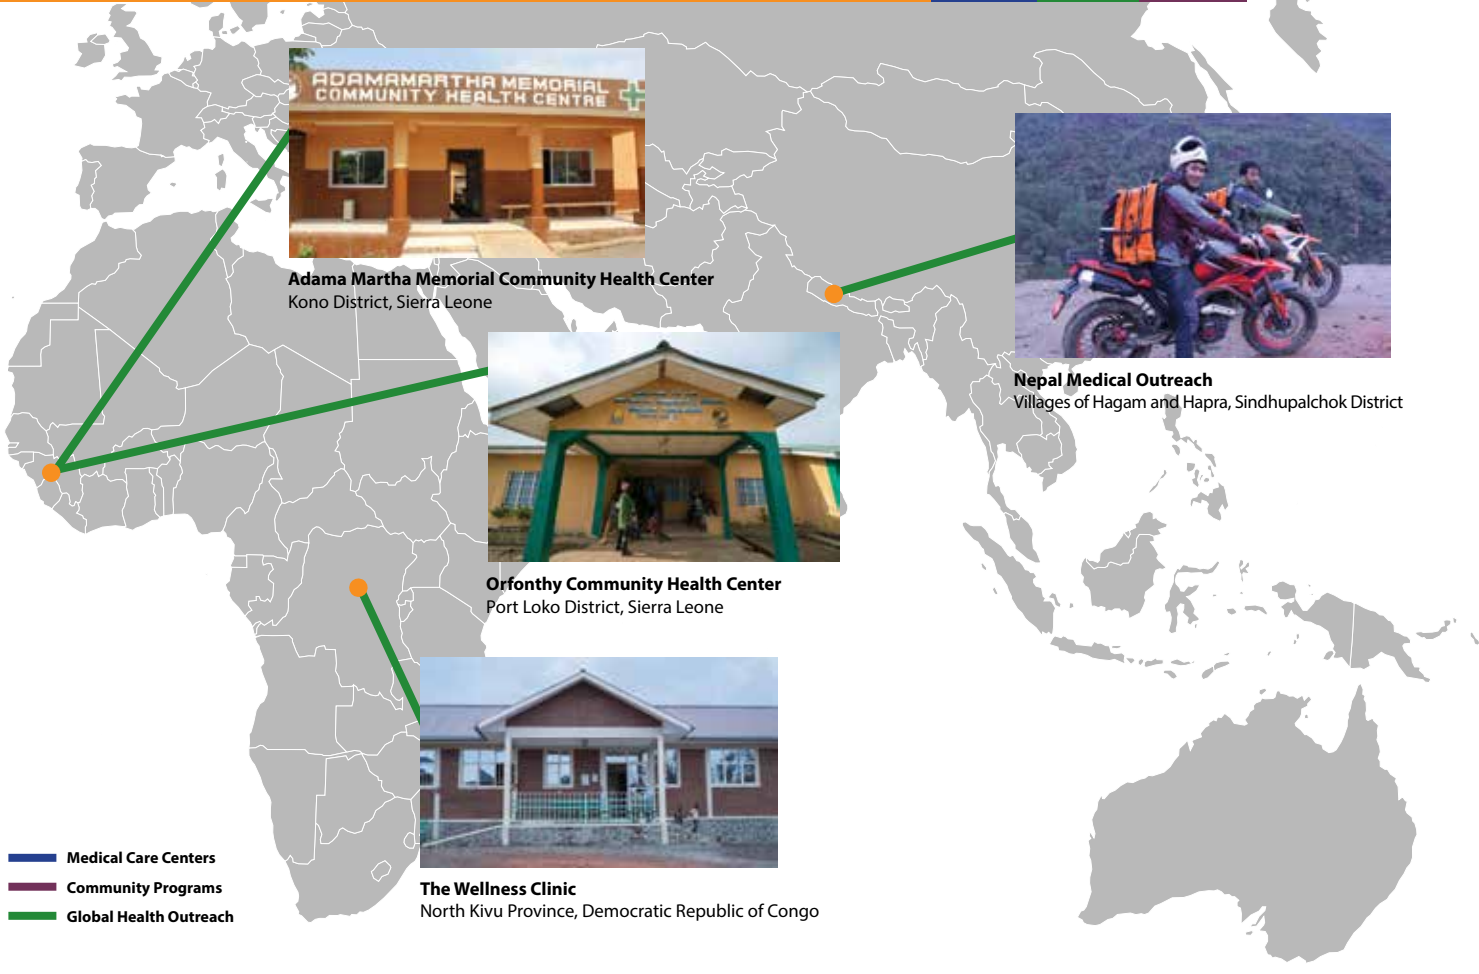 ADAMAMARTHA MEMORIAL
COMMUNITY HEALTH CENTRE
Adama Martha Memorial Community Health Center
Kono District, Sierra Leone
Nepal Medical Outreach
Villages of Hagam and Hapra, Sindhupalchok District
Orfonthy Community Health Center
Port Loko District, Sierra Leone
The Wellness Clinic
North Kivu Province, Democratic Republic of Congo
Medical Care Centers
Community Programs
Global Health Outreach